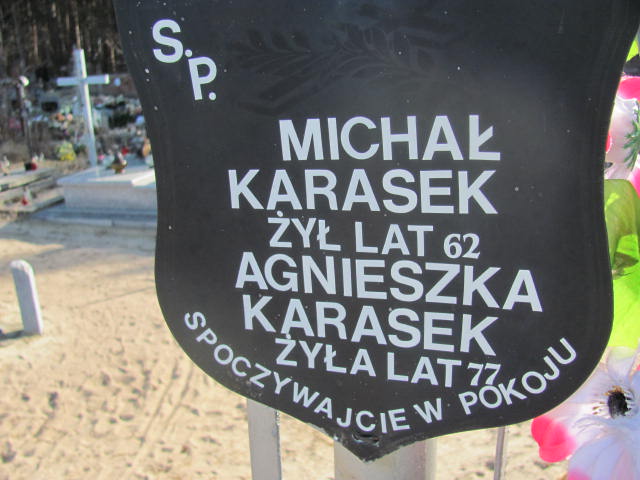 S.P.
MICHAŁ
KARASEK
ŻYŁ LAT 62
AGNIESZKA
KARASEK
ŻYŁA LAT 77
SPOCZYWAJCIE W POKOJU